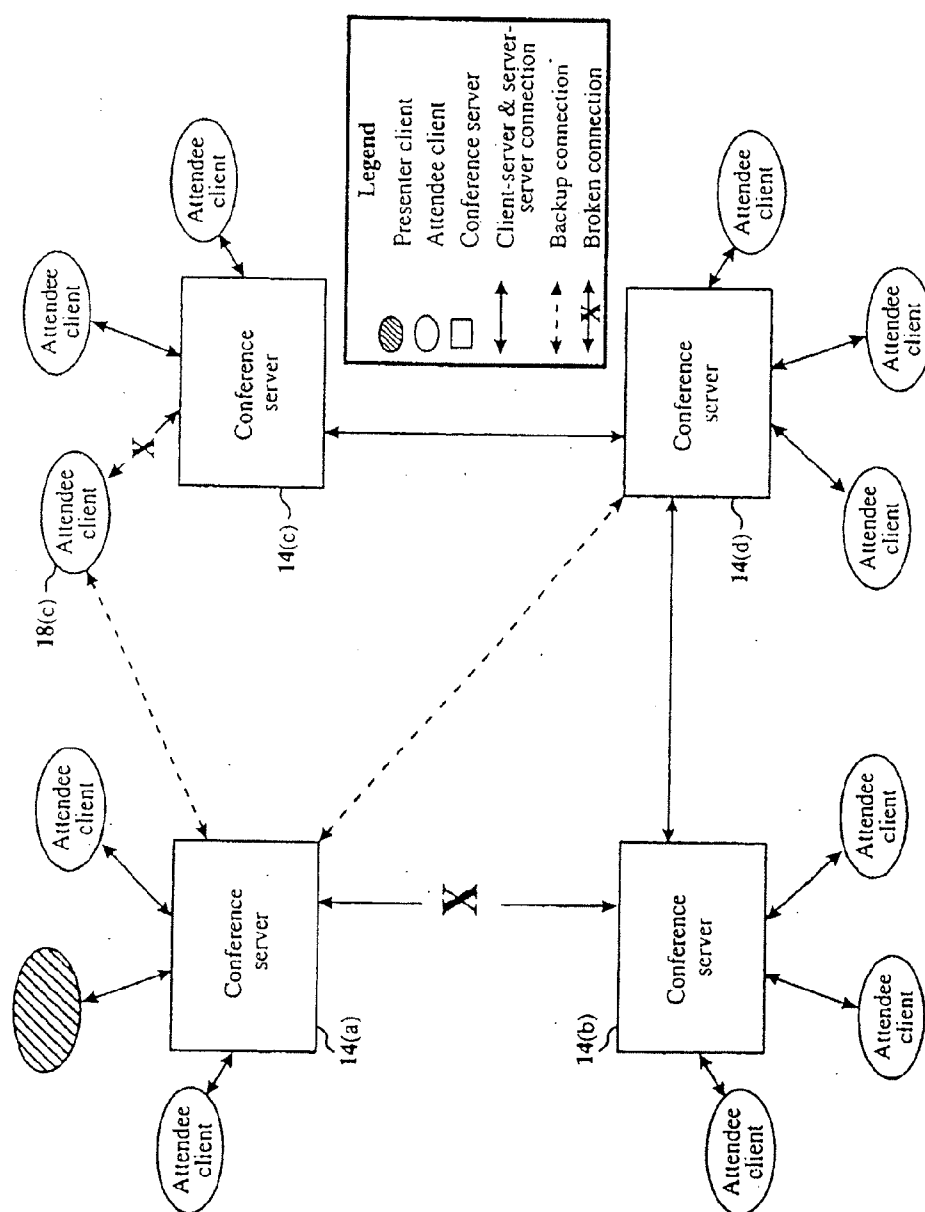 18(c)
Attendee
client
Attendee
client
Attendee
client
X
Attendee
client
Conference
server
14(a)
Conference
server
14(c)
Attendee
client
X
Legend
Presenter client
Attendee client
Conference server
Client-server & server-
server connection
Backup connection
X Broken connection
14(b)
Attendee
client
Conference
server
Attendee
client
Attendee
client
14(d)
Conference
server
Attendee
client
Attendee
client
Attendee
client